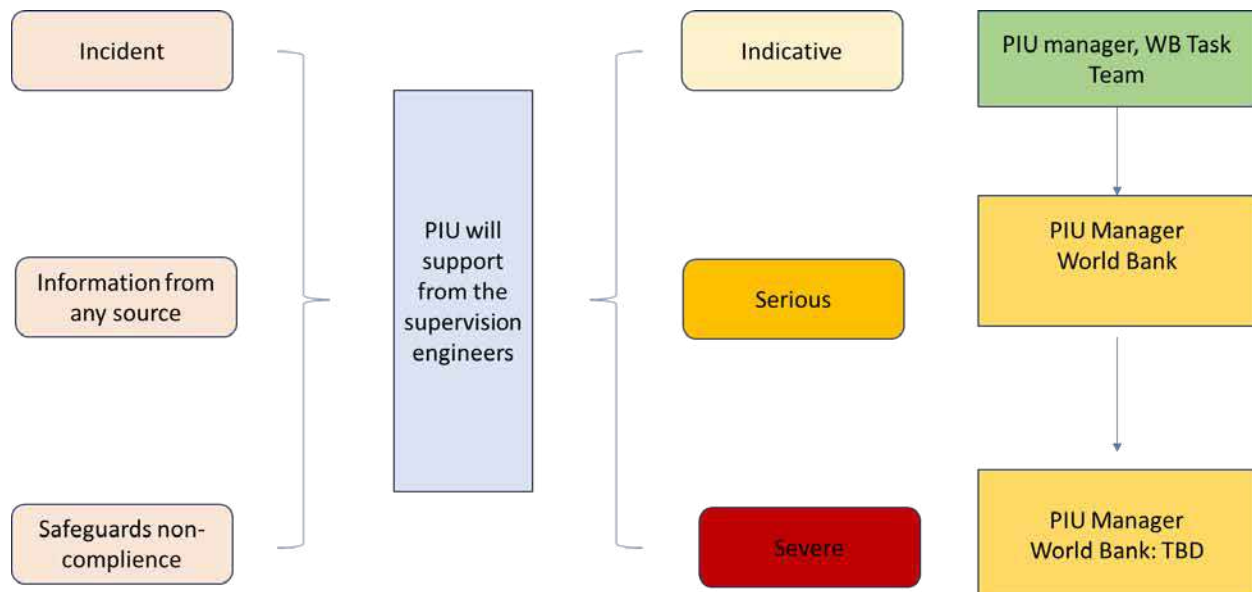 Incident
Information from
any source
Safeguards non-
complience
PIU will
support
from the
supervision
engineers
Indicative
Serious
Severe
PIU manager, WB Task
Team
PIU Manager
World Bank
PIU Manager
World Bank: TBD